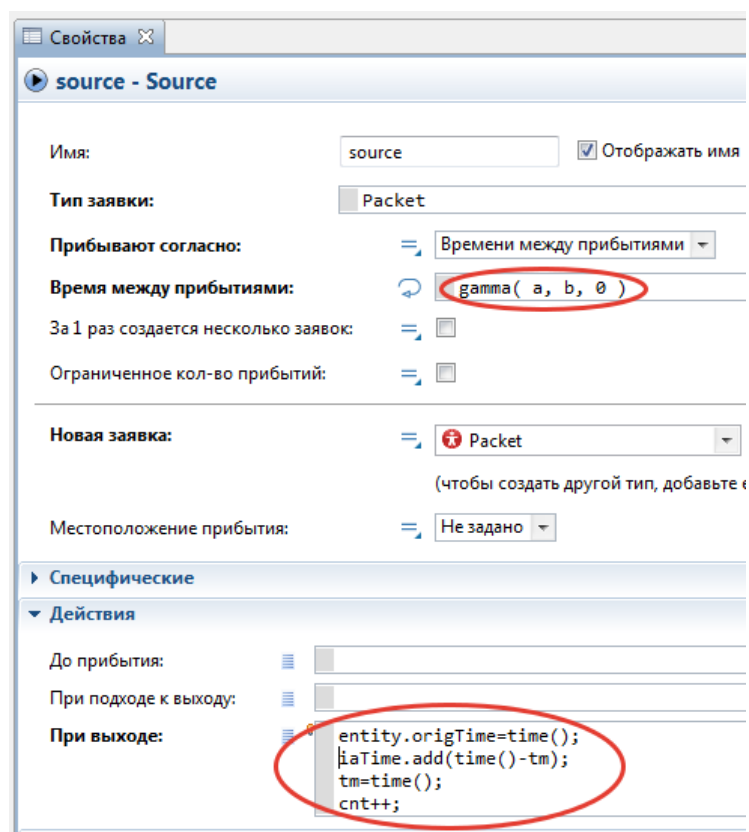 Свойства
source - Source
Имя: source Отображать имя
Тип заявки: Packet
Прибывают согласно: Времени между прибытиями
Время между прибытиями: gamma( a, b, 0 )
За 1 раз создается несколько заявок:
Ограниченное кол-во прибытий:
Новая заявка: Packet
(чтобы создать другой тип, добавьте
Местоположение прибытия: Не задано
Специфические
Действия
До прибытия:
При подходе к выходу:
При выходе: entity.origTime=time();
iaTime.add(time()-tm);
tm=time();
cnt++;